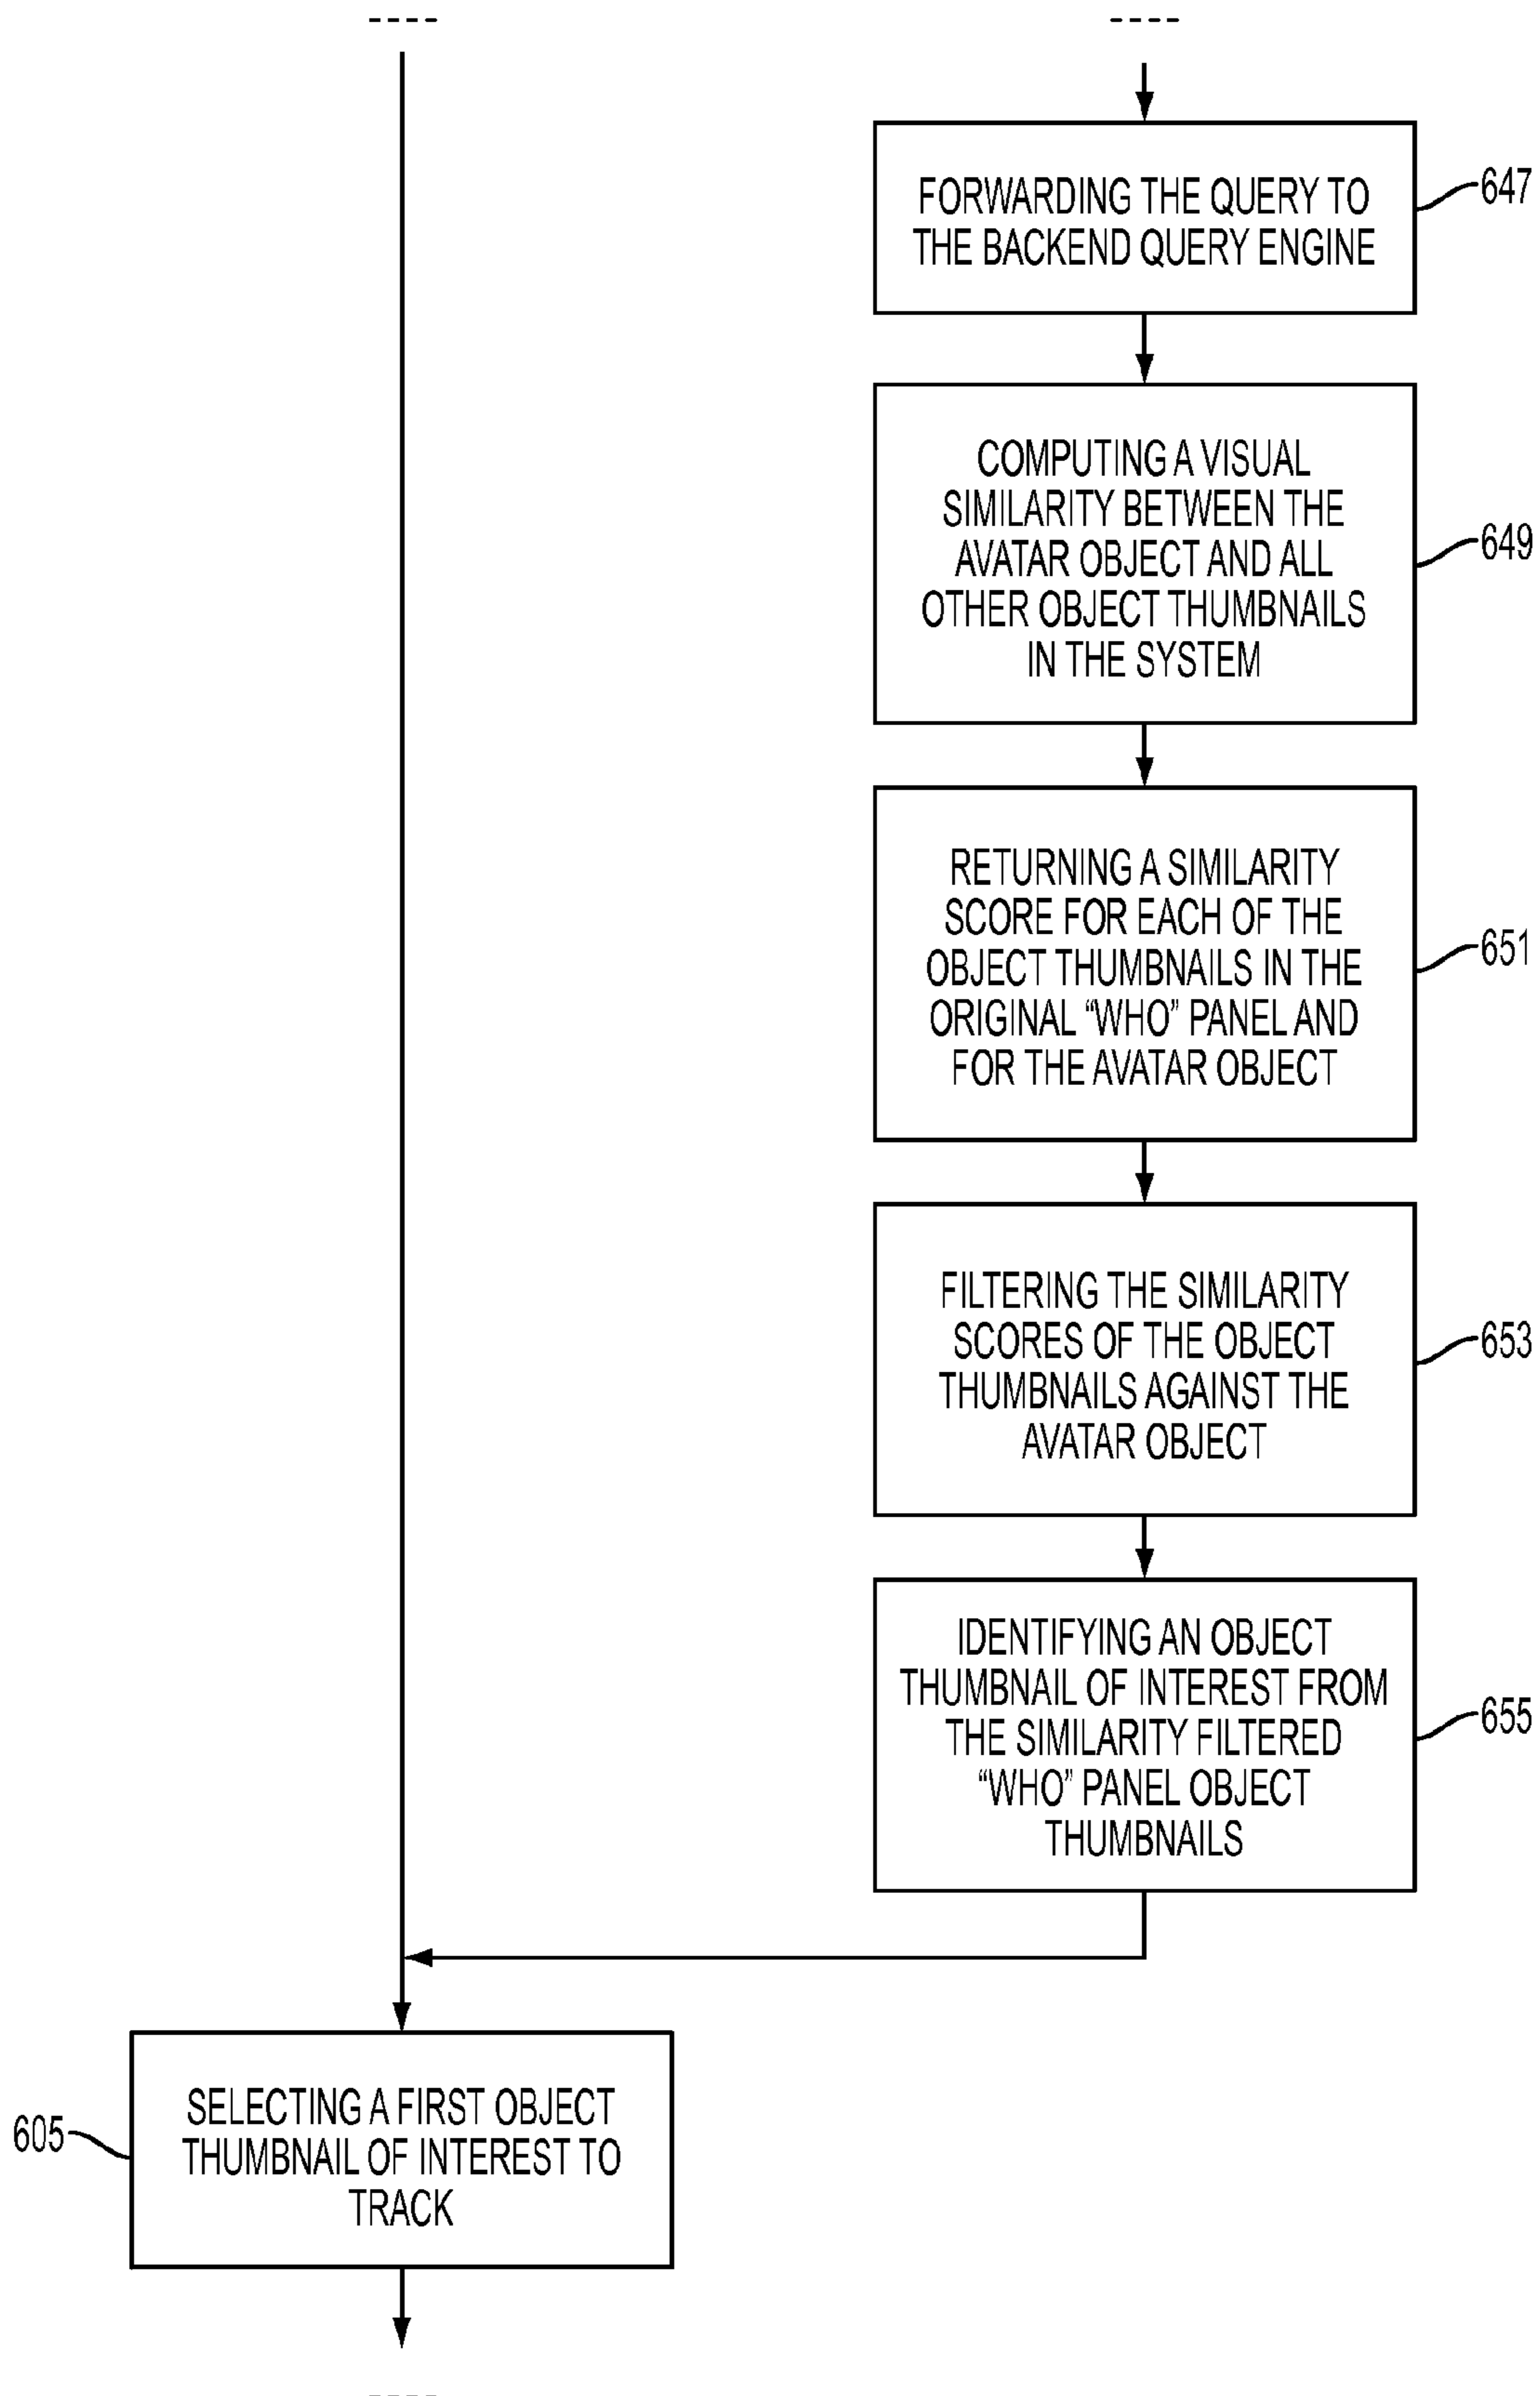 FORWARDING THE QUERY TO
THE BACKEND QUERY ENGINE
647
COMPUTING A VISUAL
SIMILARITY BETWEEN THE
AVATAR OBJECT AND ALL
OTHER OBJECT THUMBNAILS
IN THE SYSTEM
649
RETURNING A SIMILARITY
SCORE FOR EACH OF THE
OBJECT THUMBNAILS IN THE
ORIGINAL “WHO” PANEL AND
FOR THE AVATAR OBJECT
651
FILTERING THE SIMILARITY
SCORES OF THE OBJECT
THUMBNAILS AGAINST THE
AVATAR OBJECT
653
IDENTIFYING AN OBJECT
THUMBNAIL OF INTEREST FROM
THE SIMILARITY FILTERED
“WHO” PANEL OBJECT
THUMBNAILS
655
SELECTING A FIRST OBJECT
THUMBNAIL OF INTEREST TO
TRACK
605